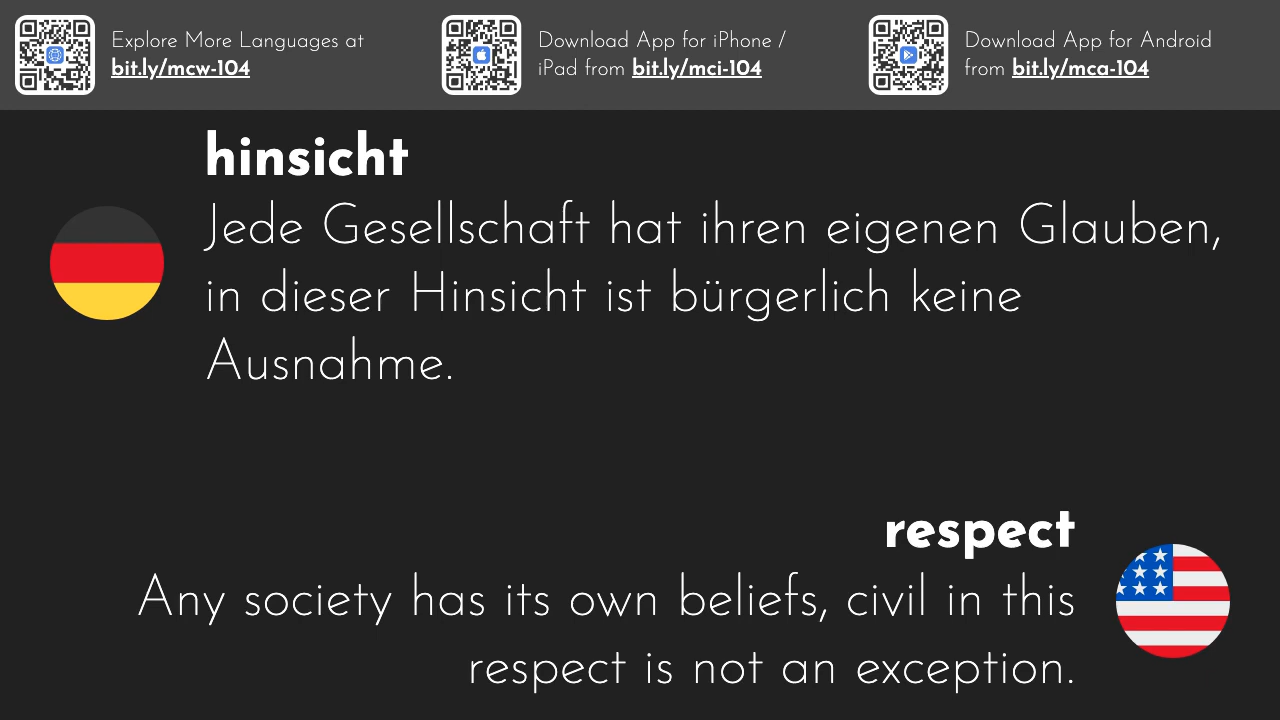 Explore More Languages at
bit.ly/mcw-104
Download App for iPhone /
iPad from bit.ly/mci-104
Download App for Android
from bit.ly/mca-104
hinsicht
Jede Gesellschaft hat ihren eigenen Glauben,
in dieser Hinsicht ist bürgerlich keine
Ausnahme.
respect
Any society has its own beliefs, civil in this
respect is not an exception.